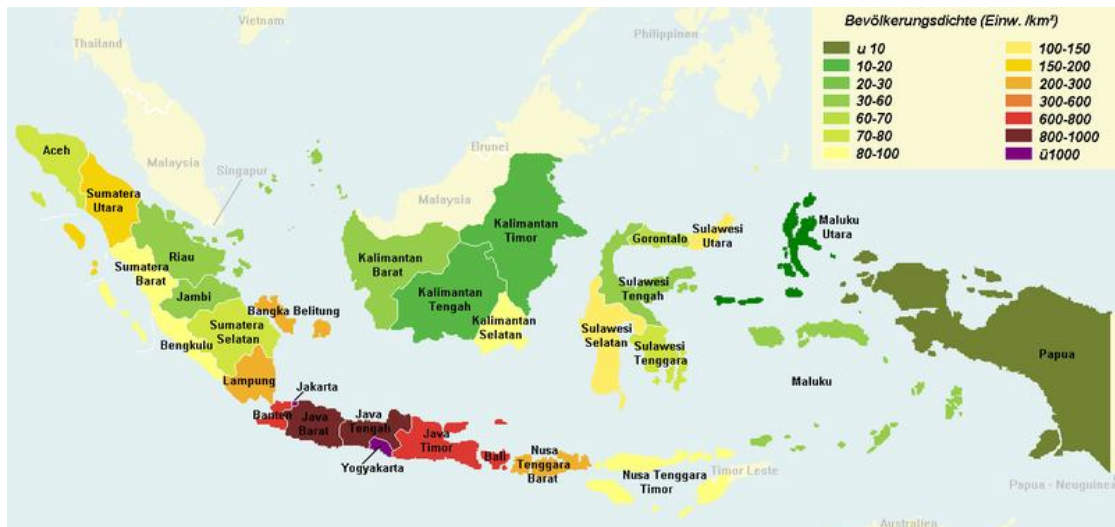 Bevölkerungsdichte (Einw. /km²)
u 10
10-20
20-30
30-60
60-70
70-80
80-100
100-150
150-200
200-300
300-600
600-800
800-1000
ü1000
Vietnam
Thailand
Philippinen
Brunei
Malaysia
Singapur
Malaysia
Aceh
Sumatera
Utara
Riau
Sumatera
Barat
Jambi
Bangka Belitung
Sumatera
Selatan
Bengkulu
Lampung
Jakarta
Banten
Java
Barat
Java
Tengah
Yogyakarta
Java
Timor
Bali
Nusa
Tenggara
Barat
Nusa Tenggara
Timor
Timor Leste
Kalimantan
Timor
Kalimantan
Barat
Kalimantan
Tengah
Kalimantan
Selatan
Gorontalo
Sulawesi
Utara
Sulawesi
Tengah
Sulawesi
Selatan
Sulawesi
Tenggara
Maluku
Utara
Maluku
Papua
Papua - Neuguinea
Australien